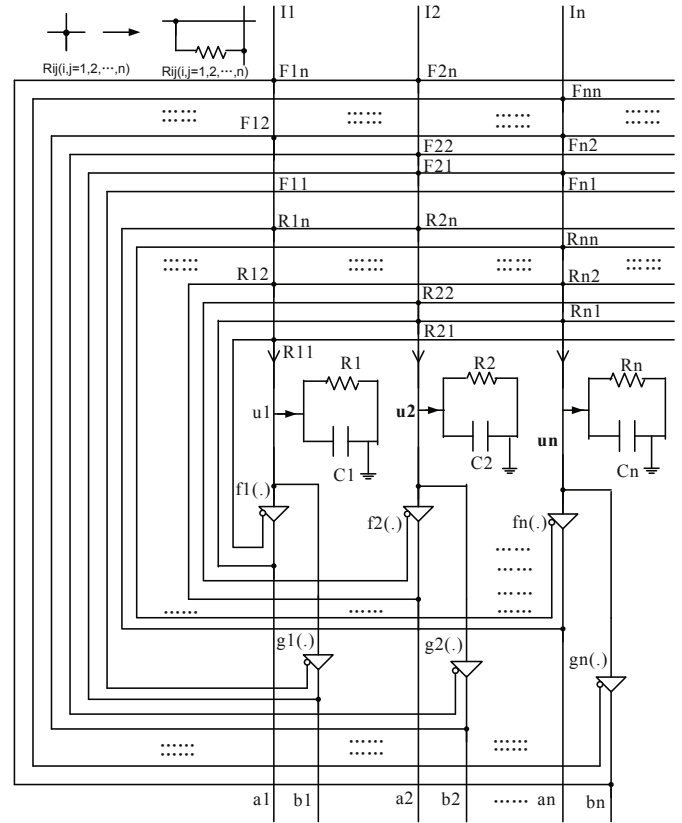 I1 I2 In
Rij(i,j=1,2,···,n) Rij(i,j=1,2,···,n)
F1n F2n
Fnn
······ ······ ······ ······
······ ······ ······ ······
F12
F22 Fn2
F21
F11 Fn1
R1n R2n
Rnn
······ ······ ······ ······
······ ······ ······ ······
R12 Rn2
R22
Rn1
R21
R11
R1 R2 Rn
u1 u2
un
C1 C2 Cn
f1(.)
f2(.) fn(.)
······
······
······
······ ······ ······
g1(.) g2(.)
gn(.)
······ ······ ······
······ ······ ······
a1 b1 a2 b2 ······ an bn